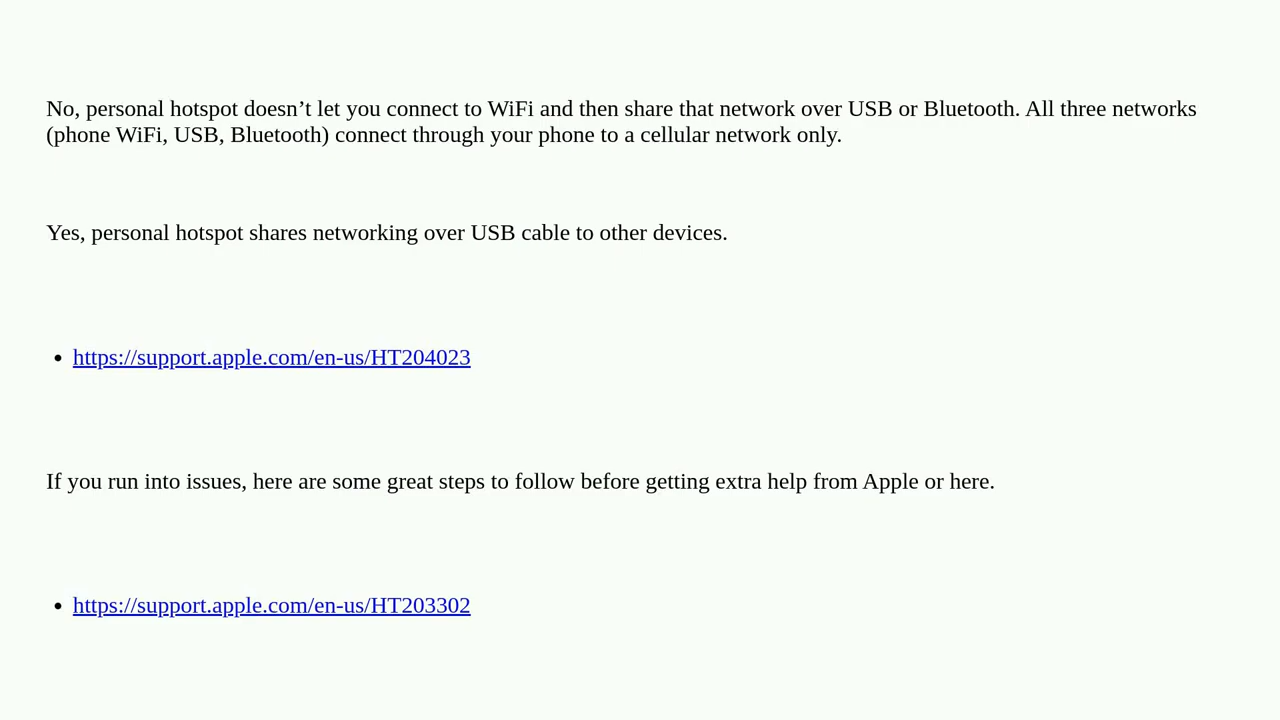 No, personal hotspot doesn’t let you connect to WiFi and then share that network over USB or Bluetooth. All three networks
(phone WiFi, USB, Bluetooth) connect through your phone to a cellular network only.
Yes, personal hotspot shares networking over USB cable to other devices.
• https://support.apple.com/en-us/HT204023
If you run into issues, here are some great steps to follow before getting extra help from Apple or here.
• https://support.apple.com/en-us/HT203302